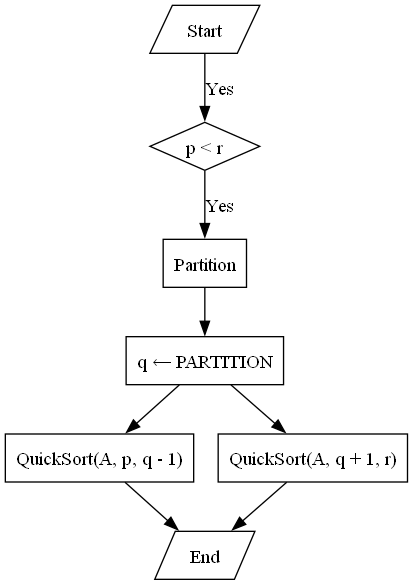 Start
Yes
p < r
Yes
Partition
q ← PARTITION
QuickSort(A, p, q - 1)
QuickSort(A, q + 1, r)
End